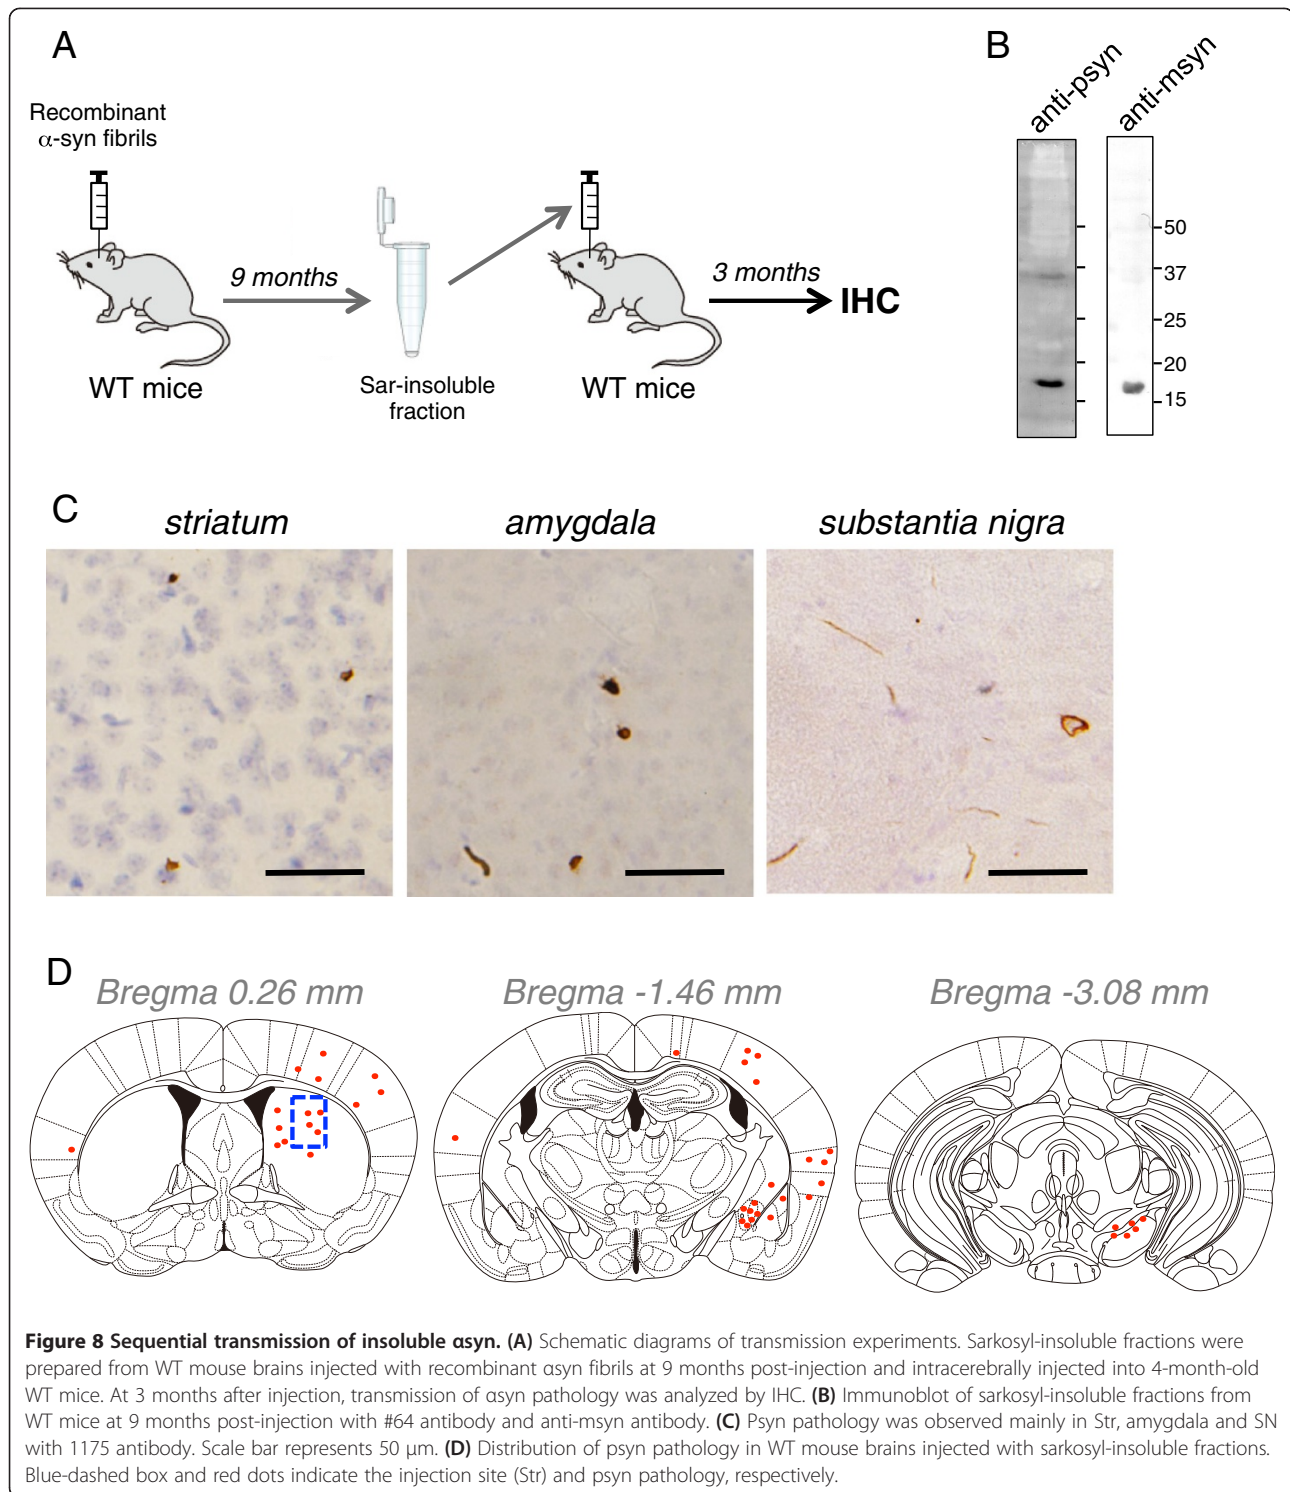 A
Recombinant
α-syn fibrils
WT mice
9 months
Sar-insoluble
fraction
WT mice
3 months
IHC
B
anti-psyn
anti-msyn
50
37
25
20
15
C
striatum
amygdala
substantia nigra
D
Bregma 0.26 mm
Bregma -1.46 mm
Bregma -3.08 mm
Figure 8 Sequential transmission of insoluble αsyn. (A) Schematic diagrams of transmission experiments. Sarkosyl-insoluble fractions were
prepared from WT mouse brains injected with recombinant αsyn fibrils at 9 months post-injection and intracerebrally injected into 4-month-old
WT mice. At 3 months after injection, transmission of αsyn pathology was analyzed by IHC. (B) Immunoblot of sarkosyl-insoluble fractions from
WT mice at 9 months post-injection with #64 antibody and anti-msyn antibody. (C) Psyn pathology was observed mainly in Str, amygdala and SN
with 1175 antibody. Scale bar represents 50 μm. (D) Distribution of psyn pathology in WT mouse brains injected with sarkosyl-insoluble fractions.
Blue-dashed box and red dots indicate the injection site (Str) and psyn pathology, respectively.